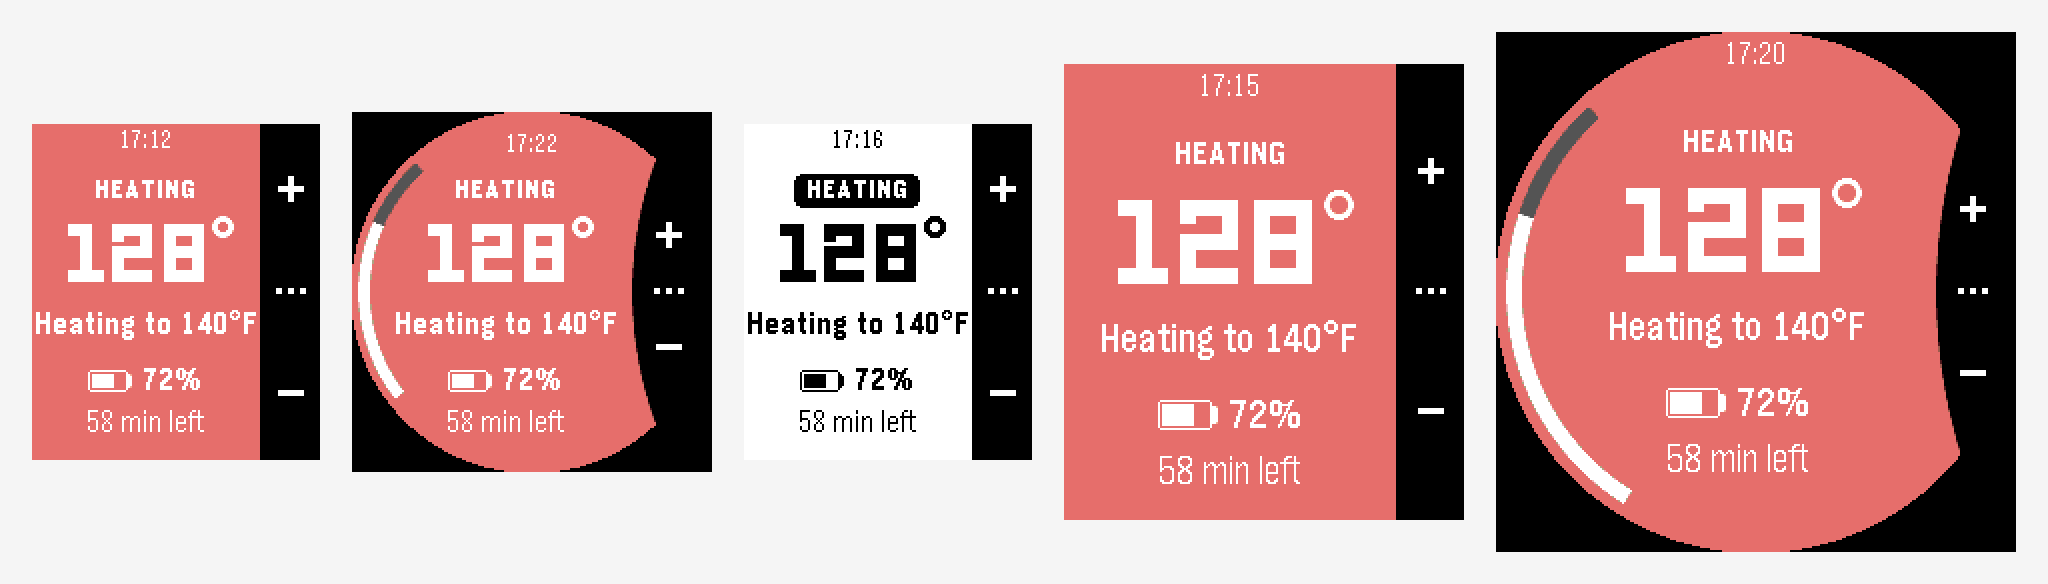 17:12
HEATING
128°
Heating to 140°F
72%
58 min left
+
...
−
17:22
HEATING
128°
Heating to 140°F
72%
58 min left
+
...
−
17:16
HEATING
128°
Heating to 140°F
72%
58 min left
+
...
−
17:15
HEATING
128°
Heating to 140°F
72%
58 min left
+
...
−
17:20
HEATING
128°
Heating to 140°F
72%
58 min left
+
...
−